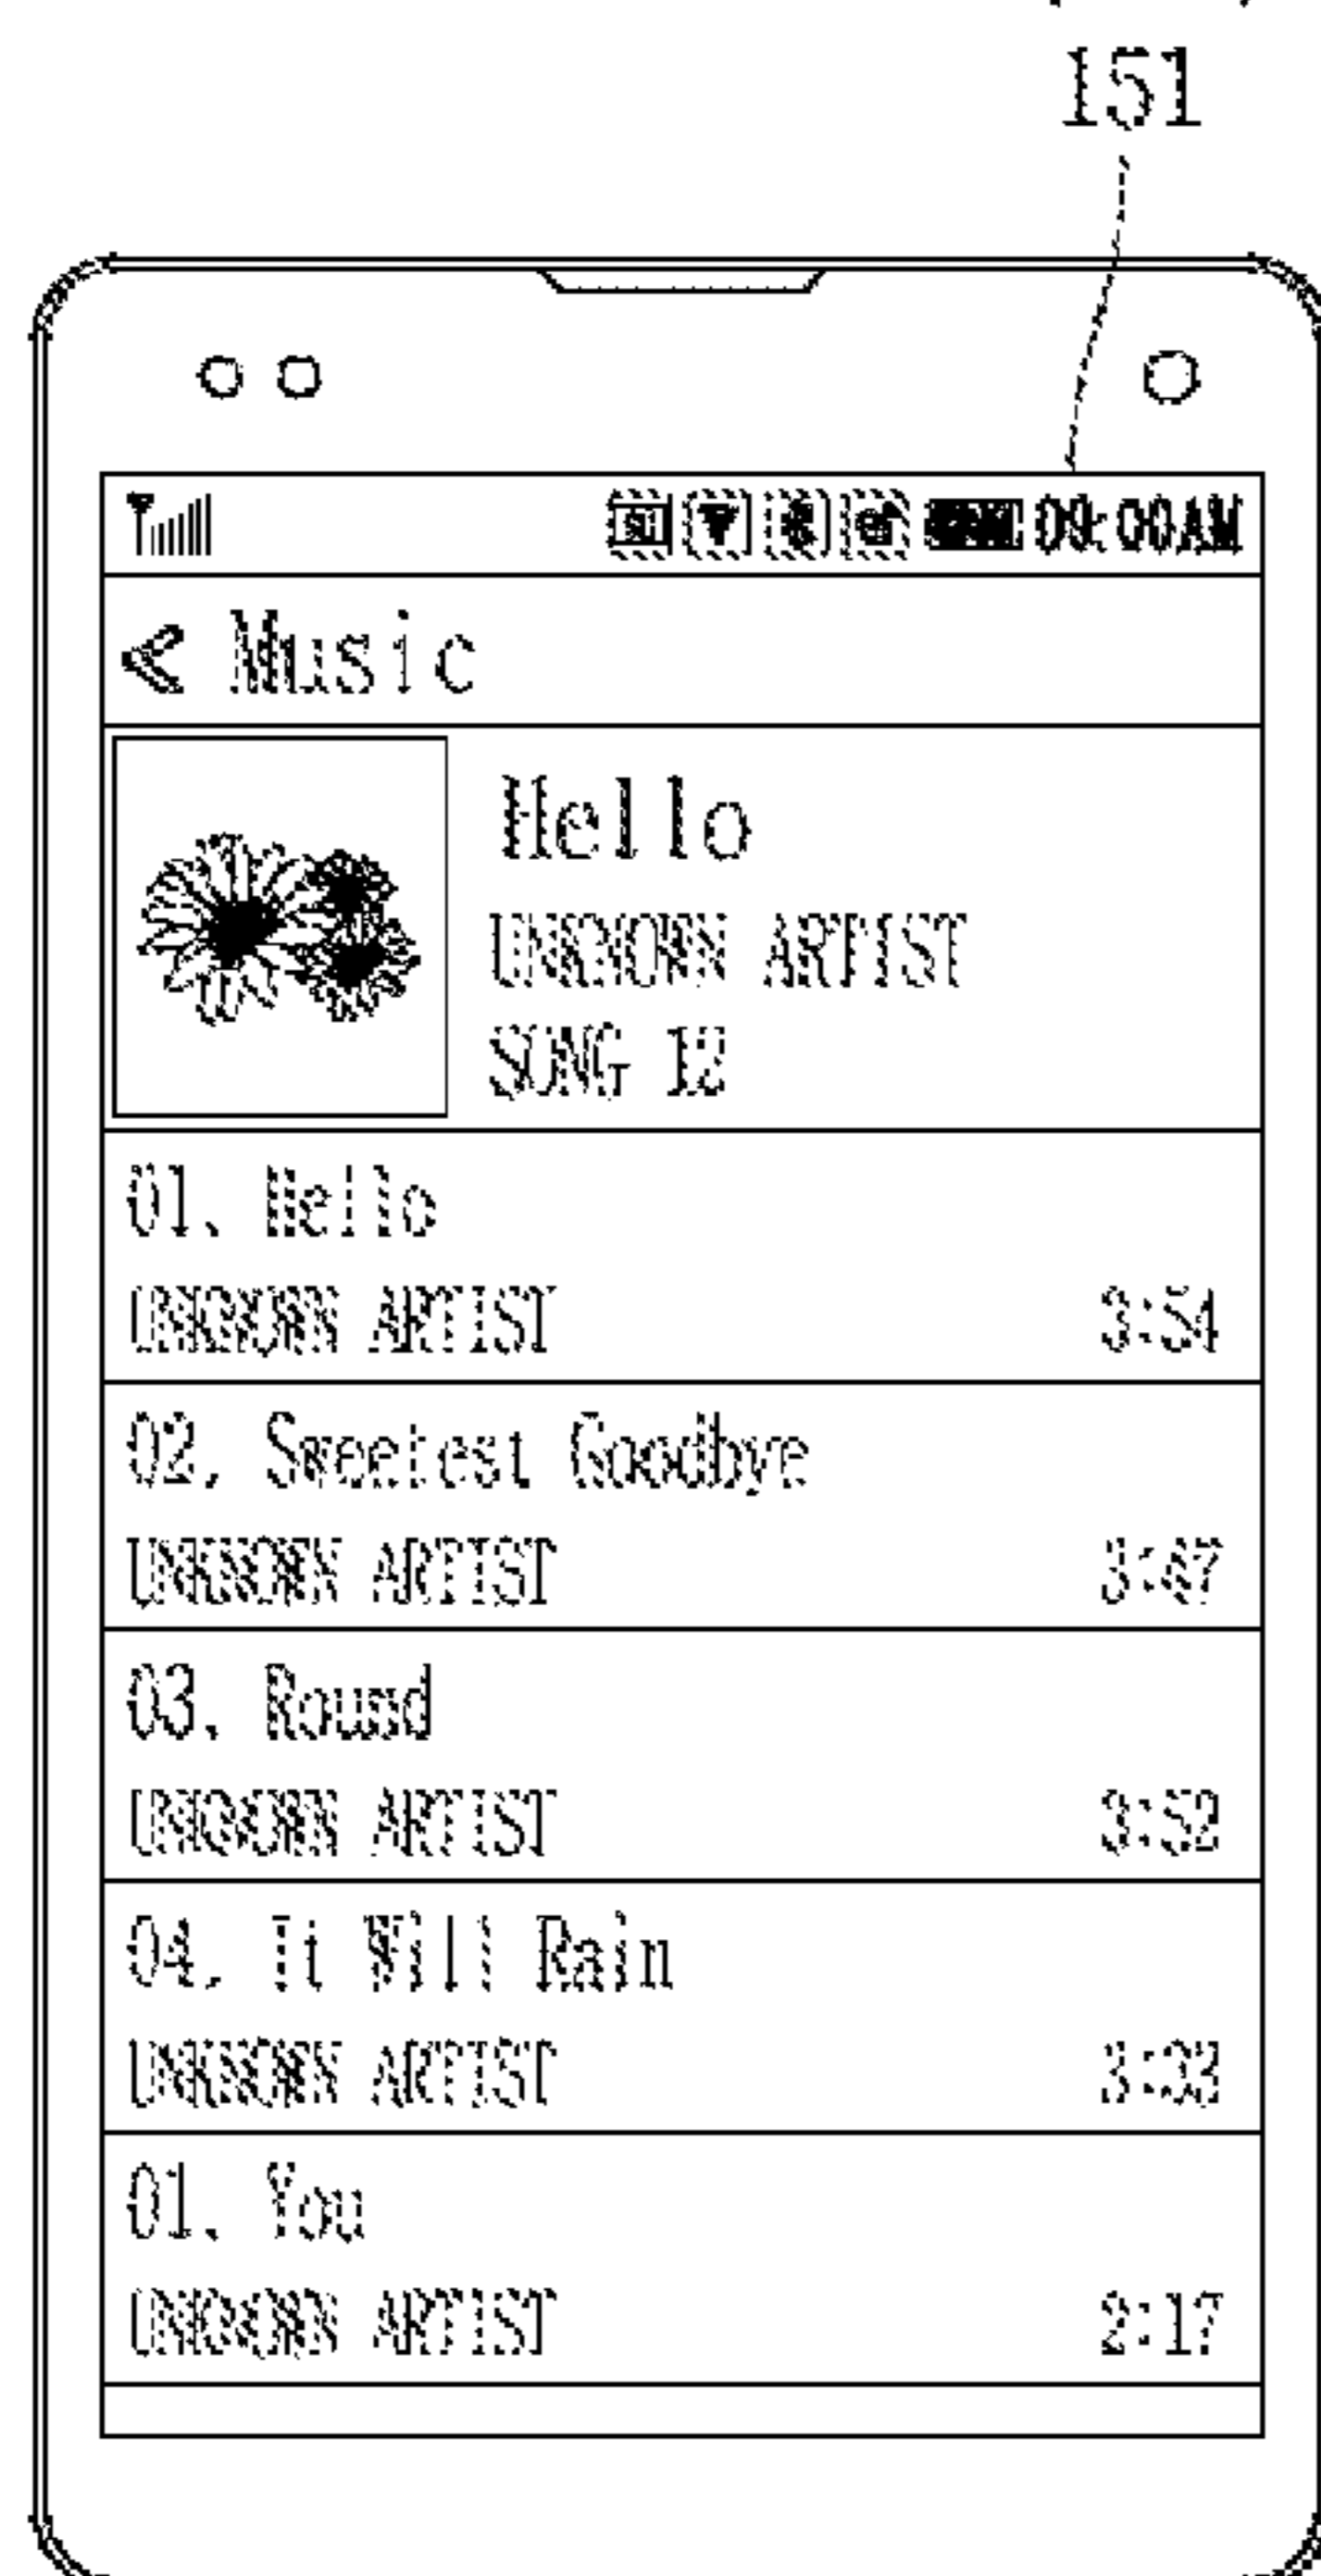 151
09:00AM
< Music
Hello
UNKNOWN ARTIST
SONG 12
01. Hello
UNKNOWN ARTIST 3:54
02. Sweetest Goodbye
UNKNOWN ARTIST 3:47
03. Round
UNKNOWN ARTIST 3:52
04. It Will Rain
UNKNOWN ARTIST 3:33
01. You
UNKNOWN ARTIST 2:17